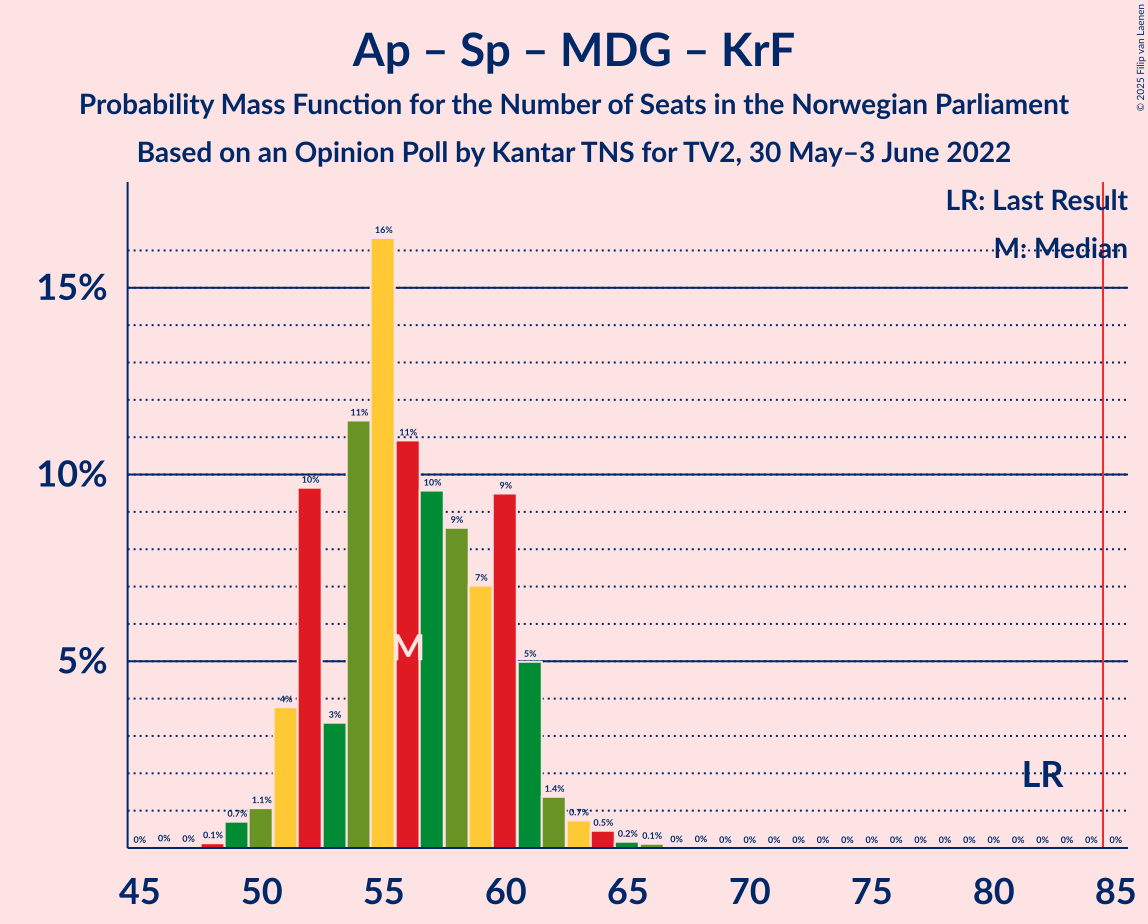 Ap – Sp – MDG – KrF
Probability Mass Function for the Number of Seats in the Norwegian Parliament
Based on an Opinion Poll by Kantar TNS for TV2, 30 May–3 June 2022
© 2025 Filip van Laenen
LR: Last Result
M: Median
15%
10%
5%
0% 0% 0% 0.1% 0.7% 1.1% 4% 10% 3% 11% 16% 11% 10% 9% 7% 9% 5% 1.4% 0.7% 0.5% 0.2% 0.1% 0% 0% 0% 0% 0% 0% 0% 0% 0% 0% 0% 0% 0% 0% 0% 0% 0% 0% 0%
M
LR
45 50 55 60 65 70 75 80 85